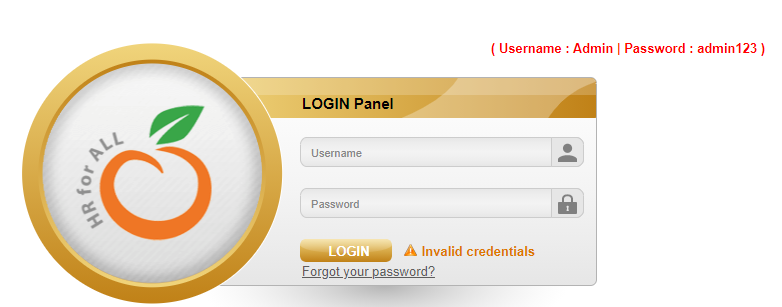 ( Username : Admin | Password : admin123 )
LOGIN Panel
HR for ALL
Username
Password
LOGIN
Invalid credentials
Forgot your password?